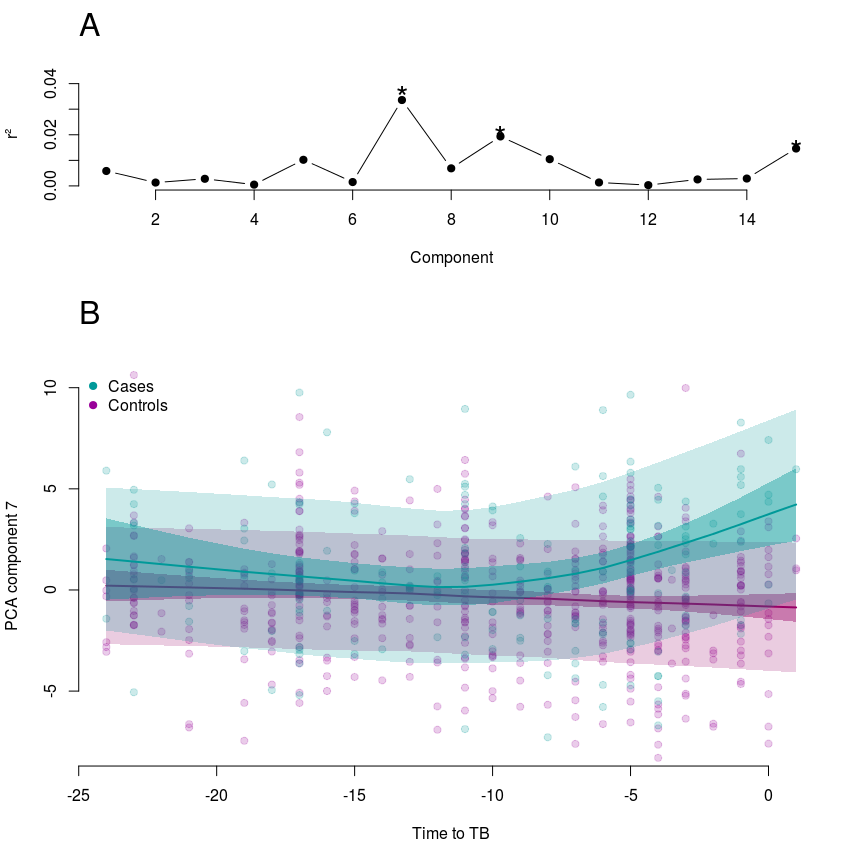 A
0.04
0.02
0.00
r²
* * *
2 4 6 8 10 12 14
Component
B
10
5
0
-5
PCA component 7
Cases
Controls
-25 -20 -15 -10 -5 0
Time to TB